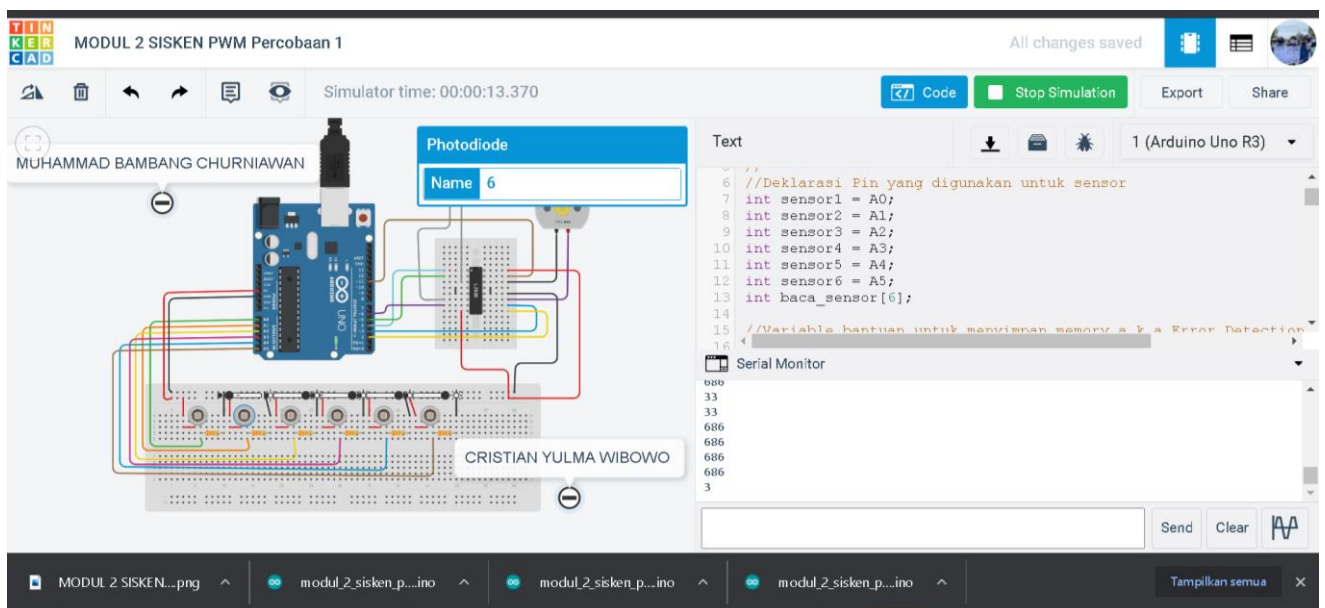 TINKERCAD
MODUL 2 SISKEN PWM Percobaan 1
All changes saved
Simulator time: 00:00:13.370
Code
Stop Simulation
Export
Share
MUHAMMAD BAMBANG CHURNIAWAN
Photodiode
Name 6
UNO
ARDUINO
CRISTIAN YULMA WIBOWO
Text
1 (Arduino Uno R3)
6 //Deklarasi Pin yang digunakan untuk sensor
7 int sensor1 = A0;
8 int sensor2 = A1;
9 int sensor3 = A2;
10 int sensor4 = A3;
11 int sensor5 = A4;
12 int sensor6 = A5;
13 int baca_sensor[6];
14
15 //Variable bantuan untuk menyimpan memory a.k.a Error Detection
16
Serial Monitor
686
33
33
686
686
686
686
3
Send
Clear
MODUL 2 SISKEN....png
modul_2_sisken_p....ino
modul_2_sisken_p....ino
modul_2_sisken_p....ino
Tampilkan semua